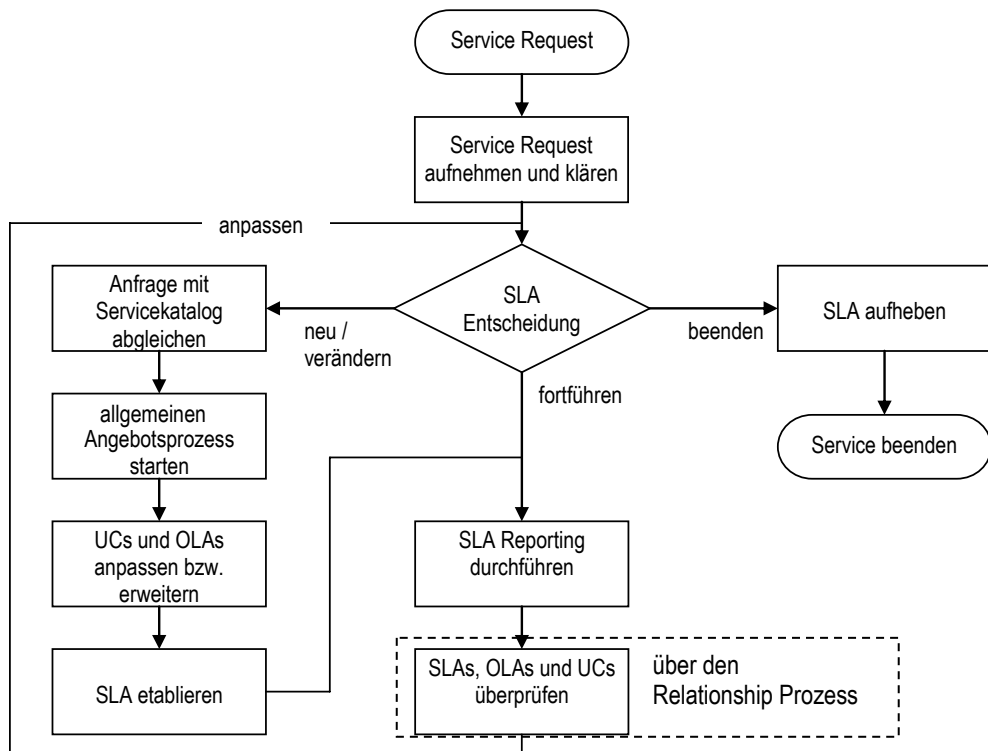 Service Request
Service Request
aufnehmen und klären
anpassen
SLA
Entscheidung
neu /
verändern
beenden
fortführen
Anfrage mit
Servicekatalog
abgleichen
allgemeinen
Angebotsprozess
starten
UCs und OLAs
anpassen bzw.
erweitern
SLA etablieren
SLA aufheben
Service beenden
SLA Reporting
durchführen
SLAs, OLAs und UCs
überprüfen
über den
Relationship Prozess